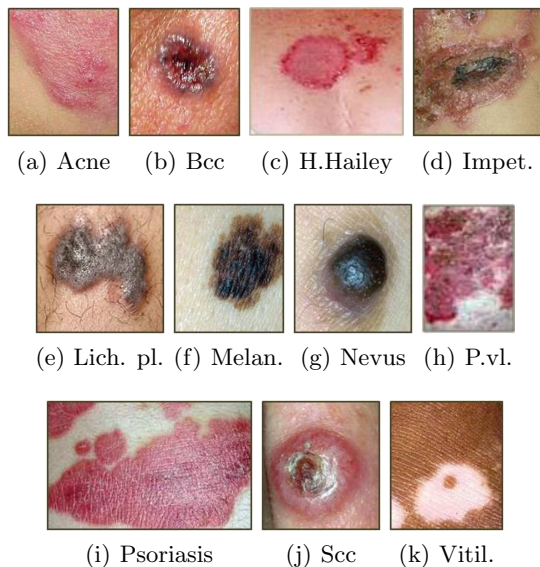 (a) Acne (b) Bcc (c) H.Hailey (d) Impet.
(e) Lich. pl. (f) Melan. (g) Nevus (h) P.vl.
(i) Psoriasis (j) Scc (k) Vitil.